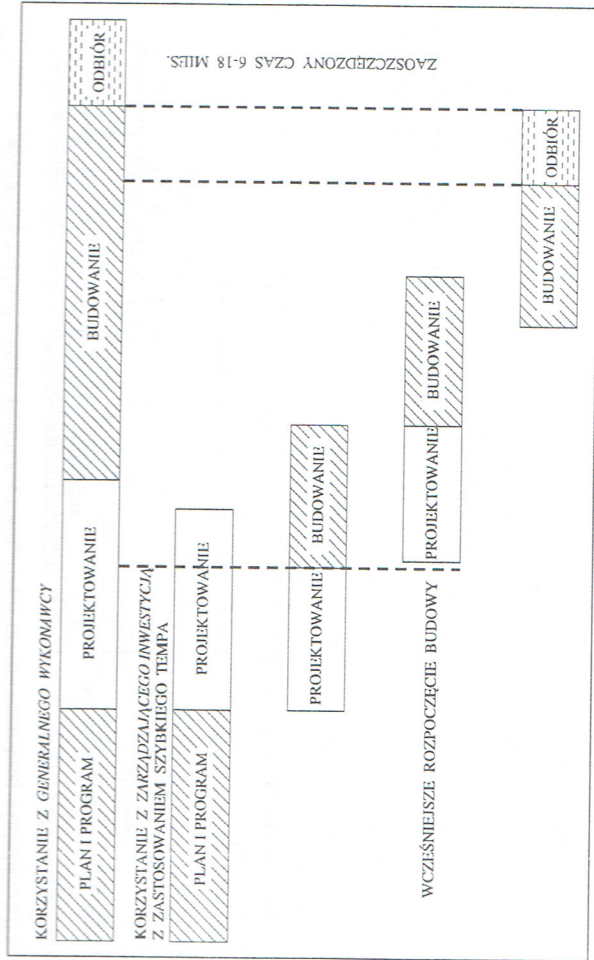 KORZYSTANIE Z GENERALNEGO WYKONAWCY
PLAN I PROGRAM
PROJEKTOWANIE
BUDOWANIE
ODBIÓR
KORZYSTANIE Z ZARZĄDZAJĄCEGO INWESTYCJĄ
Z ZASTOSOWANIEM SZYBKIEGO TEMPA
PLAN I PROGRAM
PROJEKTOWANIE
ZAOSZCZĘDZONY CZAS 6-18 MIES.
PROJEKTOWANIE
BUDOWANIE
WCZEŚNIEJSZE ROZPOCZĘCIE BUDOWY
PROJEKTOWANIE
BUDOWANIE
BUDOWANIE
ODBIÓR